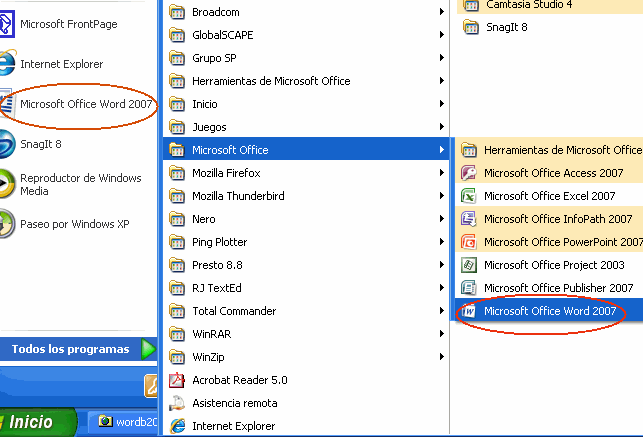 Microsoft FrontPage
Internet Explorer
Microsoft Office Word 2007
SnagIt 8
Reproductor de Windows
Media
Paseo por Windows XP
Todos los programas
Inicio
wordb20
Broadcom
GlobalSCAPE
Grupo SP
Herramientas de Microsoft Office
Inicio
Juegos
Microsoft Office
Mozilla Firefox
Mozilla Thunderbird
Nero
Ping Plotter
Presto 8.8
RJ TextEd
Total Commander
WinRAR
WinZip
Acrobat Reader 5.0
Asistencia remota
Internet Explorer
Camtasia Studio 4
SnagIt 8
Herramientas de Microsoft Office
Microsoft Office Access 2007
Microsoft Office Excel 2007
Microsoft Office InfoPath 2007
Microsoft Office PowerPoint 2007
Microsoft Office Project 2003
Microsoft Office Publisher 2007
Microsoft Office Word 2007